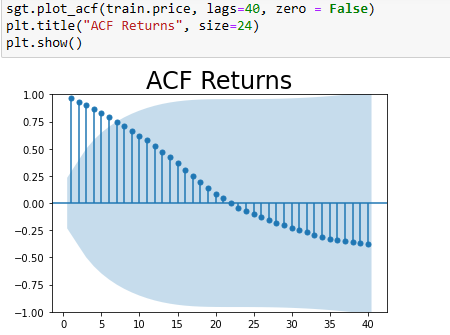 sgt.plot_acf(train.price, lags=40, zero = False)
plt.title("ACF Returns", size=24)
plt.show()
ACF Returns
1.00
0.75
0.50
0.25
0.00
−0.25
−0.50
−0.75
−1.00
0 5 10 15 20 25 30 35 40